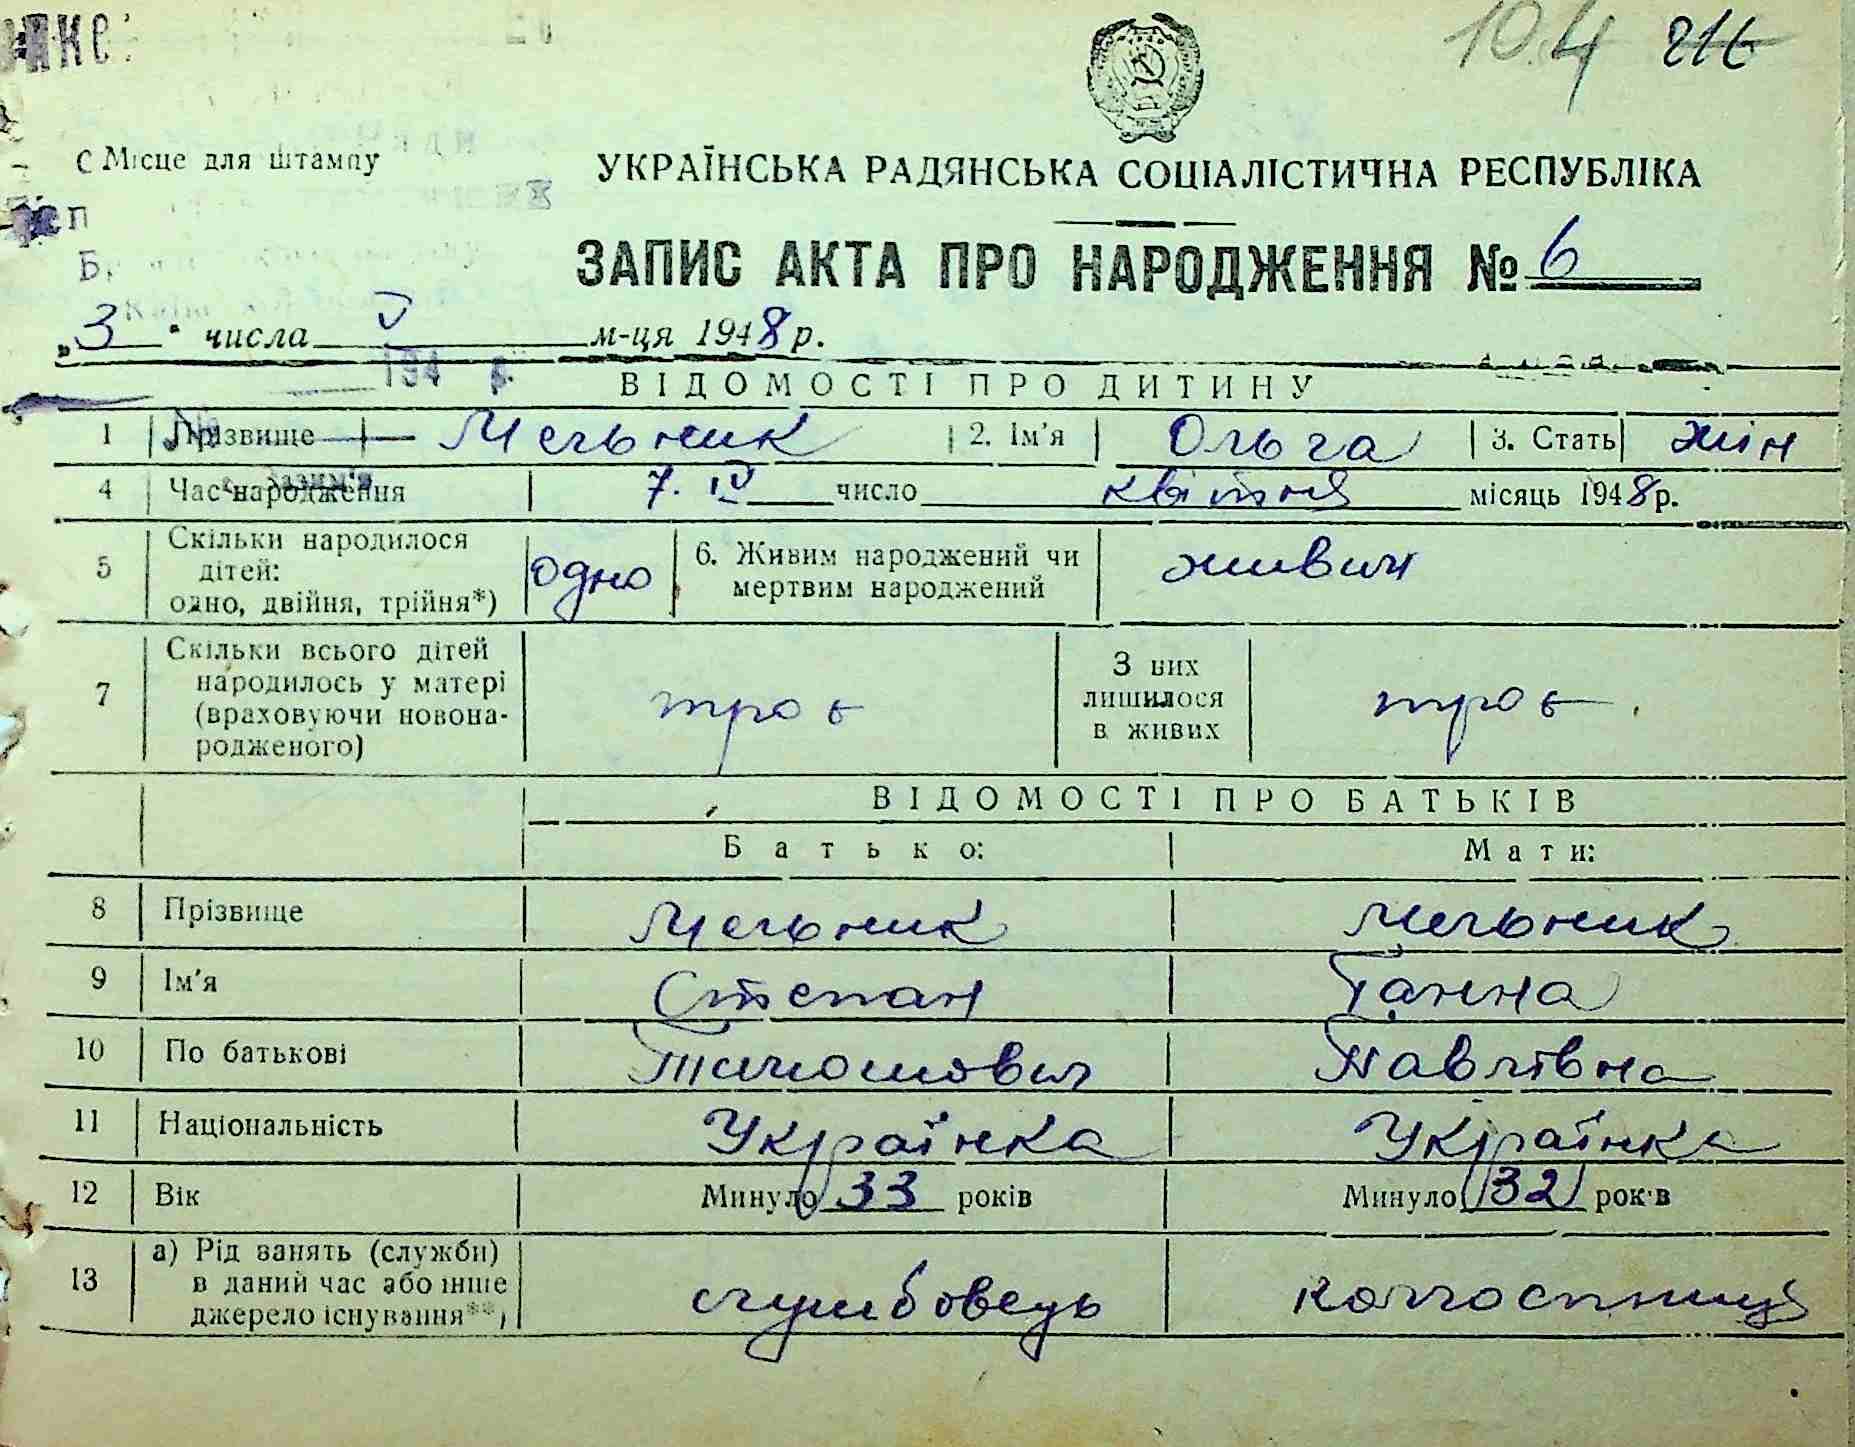 10.4 216
Місце для штампу
УКРАЇНСЬКА РАДЯНСЬКА СОЦІАЛІСТИЧНА РЕСПУБЛІКА
ЗАПИС АКТА ПРО НАРОДЖЕННЯ № 6
„3" числа V м-ця 1948 р.
194 р.
ВІДОМОСТІ ПРО ДИТИНУ
1 Прізвище Мельник 2. Ім'я Ольга 3. Стать жін
4 Час народження 7. IV число квітня місяць 1948 р.
5 Скільки народилося дітей: одно, двійня, трійня*) одно 6. Живим народжений чи мертвим народжений живим
7 Скільки всього дітей народилось у матері (враховуючи новонародженого) троє З них лишилося в живих троє
ВІДОМОСТІ ПРО БАТЬКІВ
Батько: Мати:
8 Прізвище Мельник Мельник
9 Ім'я Степан Ганна
10 По батькові Тимошович Павлівна
11 Національність Українка Українка
12 Вік Минуло 33 років Минуло 32 років
13 а) Рід занять (служби) в даний час або інше джерело існування**) службовець колгоспниця